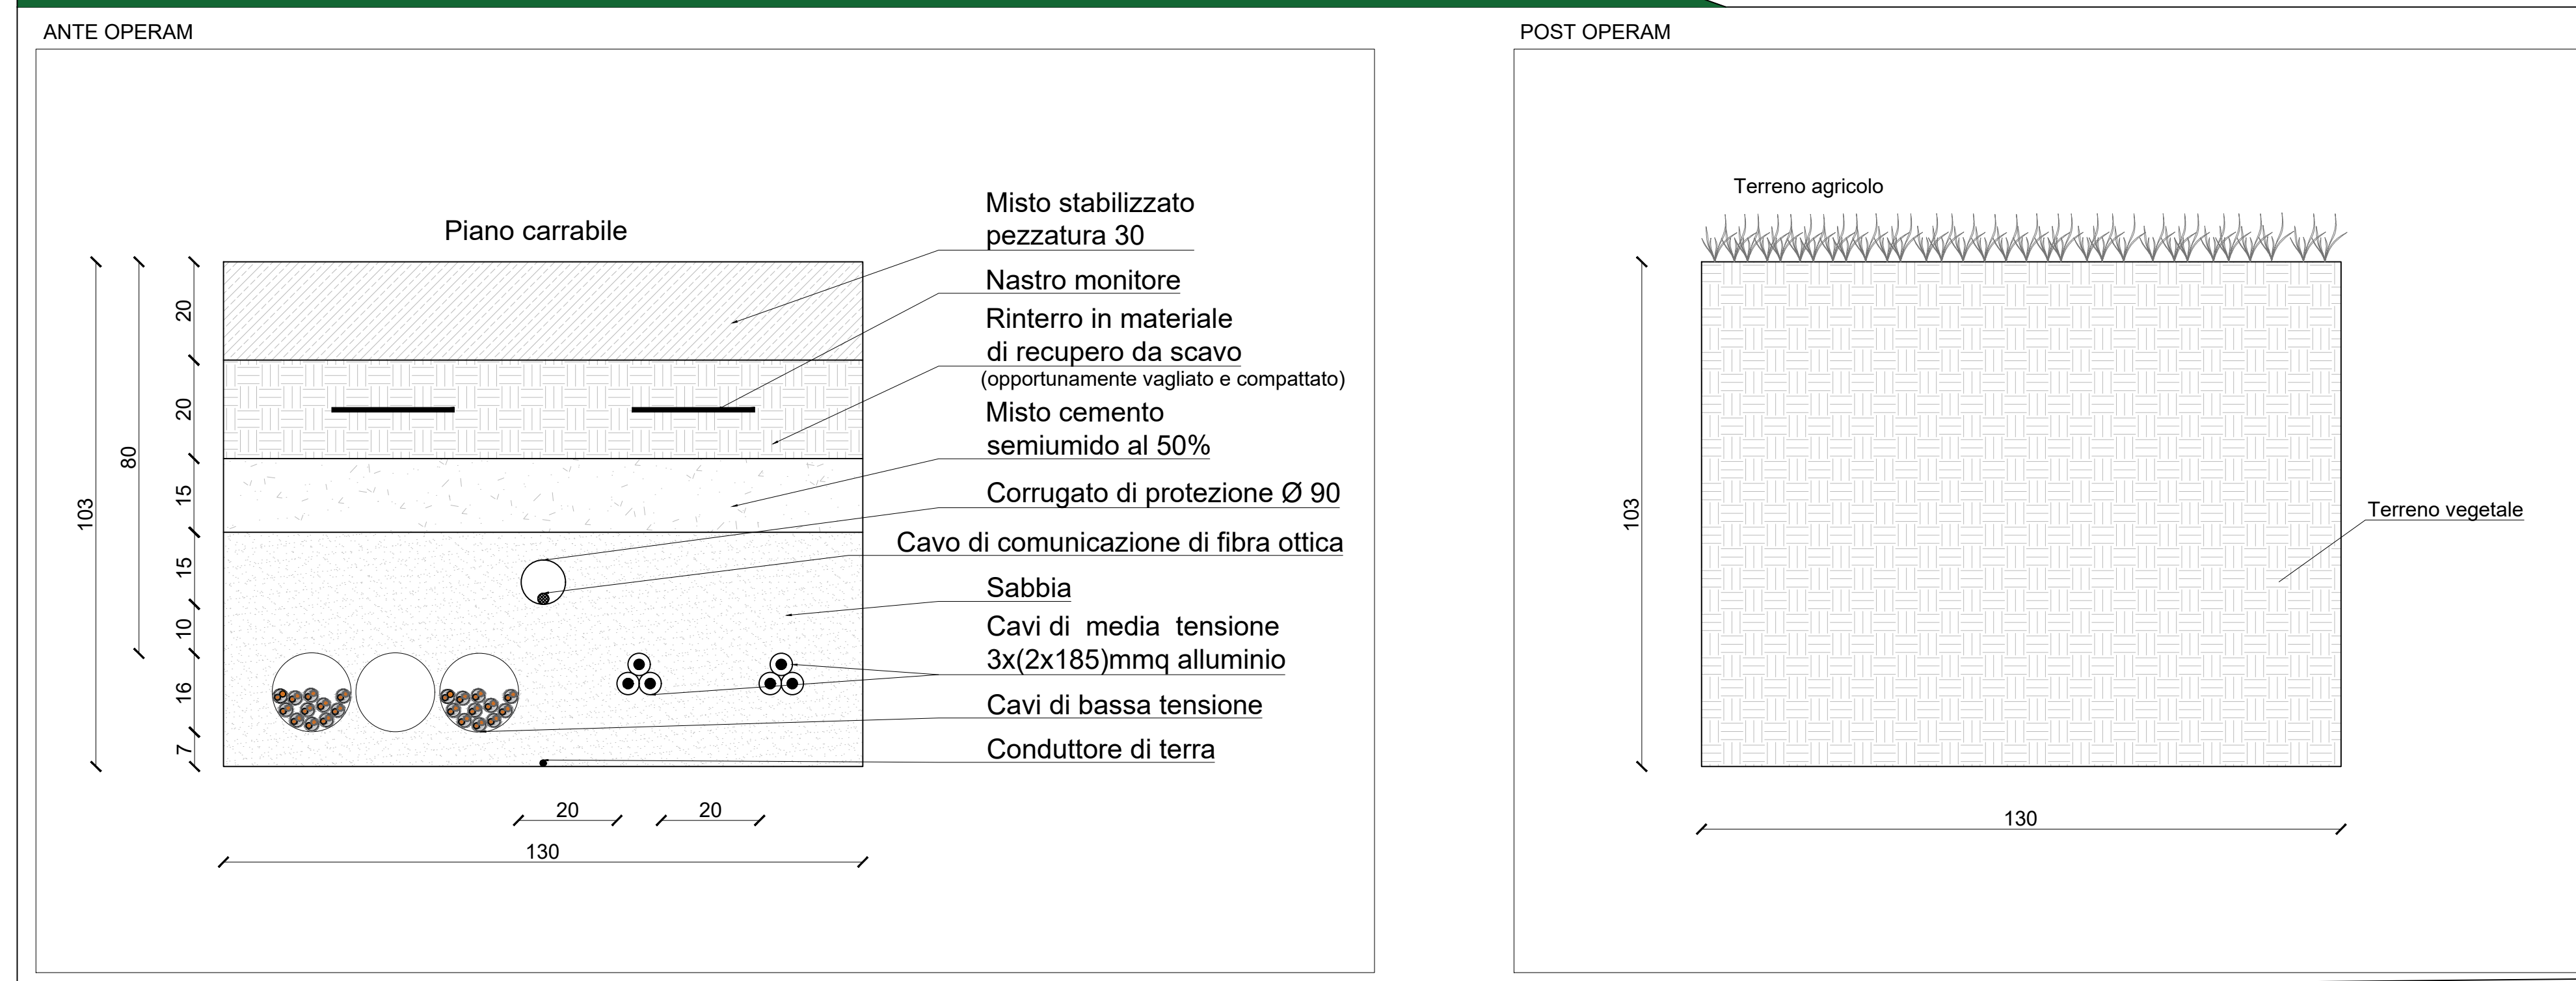 ANTE OPERAM
Piano carrabile
Misto stabilizzato
pezzatura 30
Nastro monitore
Rinterro in materiale
di recupero da scavo
(opportunamente vagliato e compattato)
Misto cemento
semiumido al 50%
Corrugato di protezione Ø 90
Cavo di comunicazione di fibra ottica
Sabbia
Cavi di media tensione
3x(2x185)mmq alluminio
Cavi di bassa tensione
Conduttore di terra
103
80
20
20
15
15
10
16
7
20
20
130
POST OPERAM
Terreno agricolo
103
Terreno vegetale
130